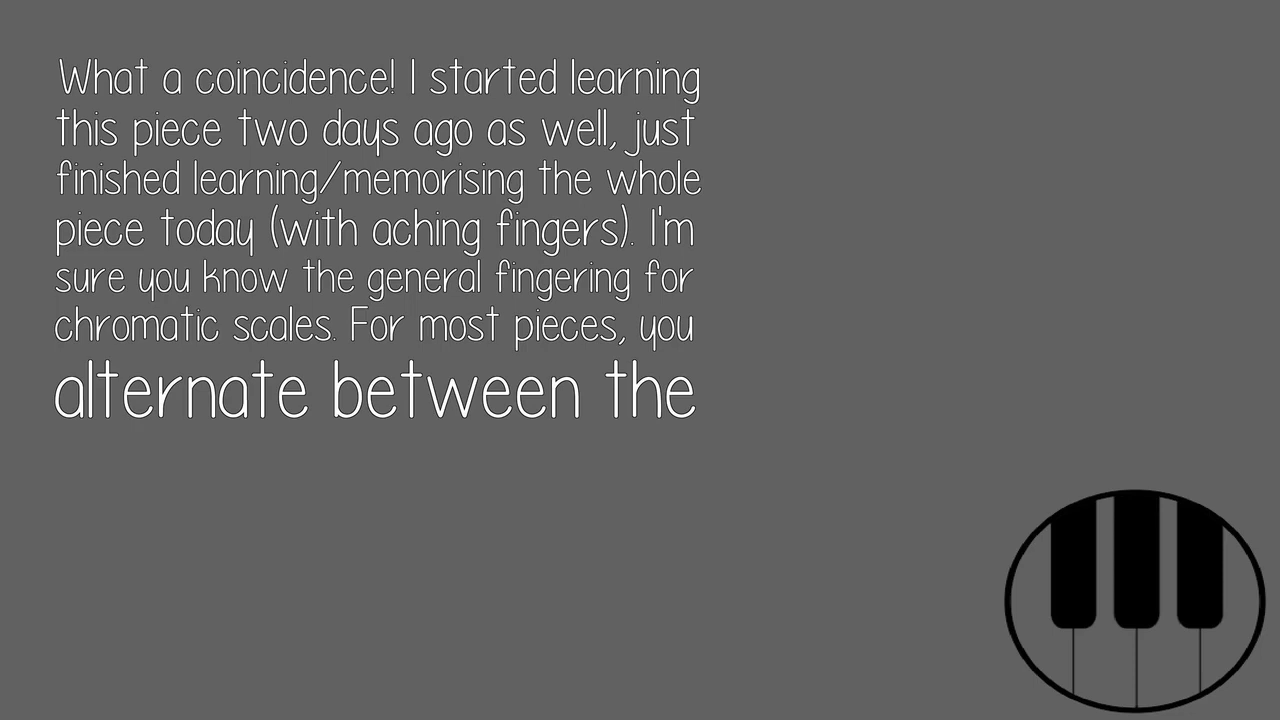 What a coincidence! I started learning
this piece two days ago as well, just
finished learning/memorising the whole
piece today (with aching fingers). I'm
sure you know the general fingering for
chromatic scales. For most pieces, you
alternate between the